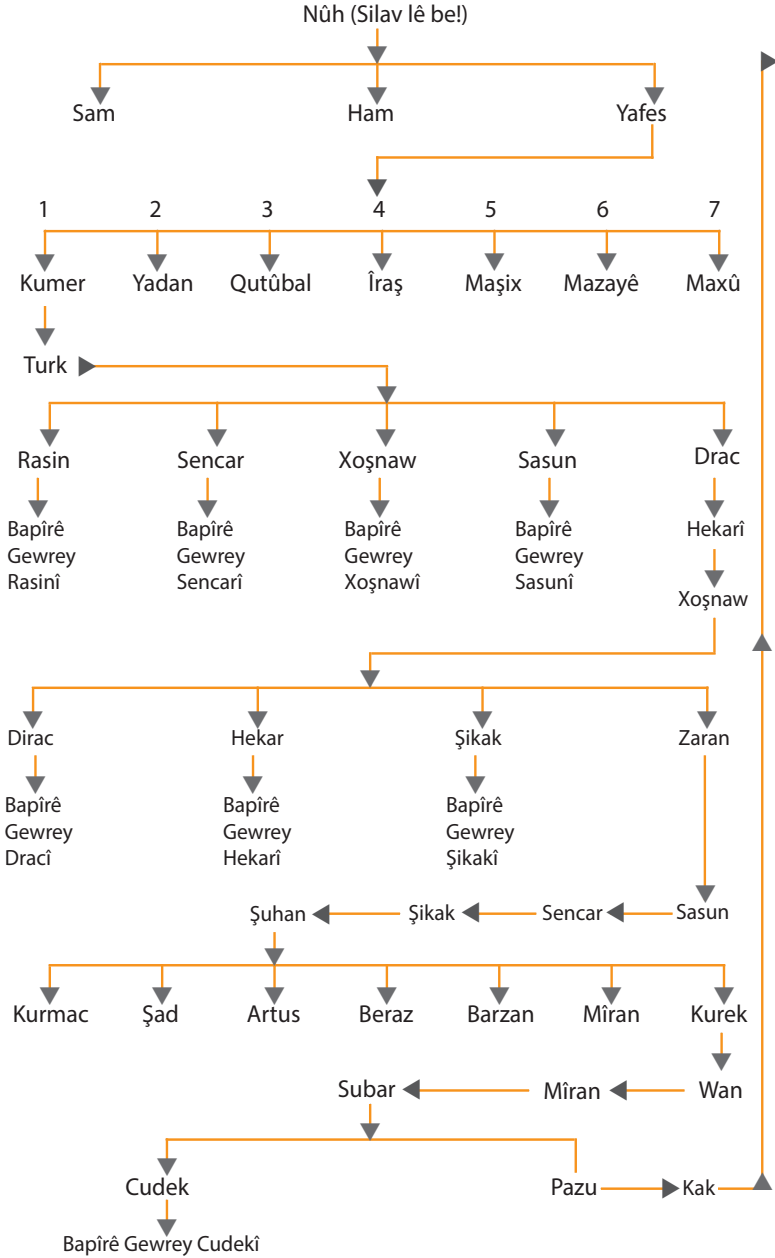 Nûh (Silav lê be!)
Sam Ham Yafes
1 2 3 4 5 6 7
Kumer Yadan Qutûbal Îraş Maşix Mazayê Maxû
Turk
Rasin Sencar Xoşnaw Sasun Drac
Bapîrê Bapîrê Bapîrê Bapîrê Hekarî
Gewrey Gewrey Gewrey Gewrey
Rasinî Sencarî Xoşnawî Sasunî
Xoşnaw
Dirac Hekar Şikak Zaran
Bapîrê Bapîrê Bapîrê
Gewrey Gewrey Gewrey
Dracî Hekarî Şikakî
Şuhan Şikak Sencar Sasun
Kurmac Şad Artus Beraz Barzan Mîran Kurek
Subar Mîran Wan
Cudek Pazu Kak
Bapîrê Gewrey Cudekî